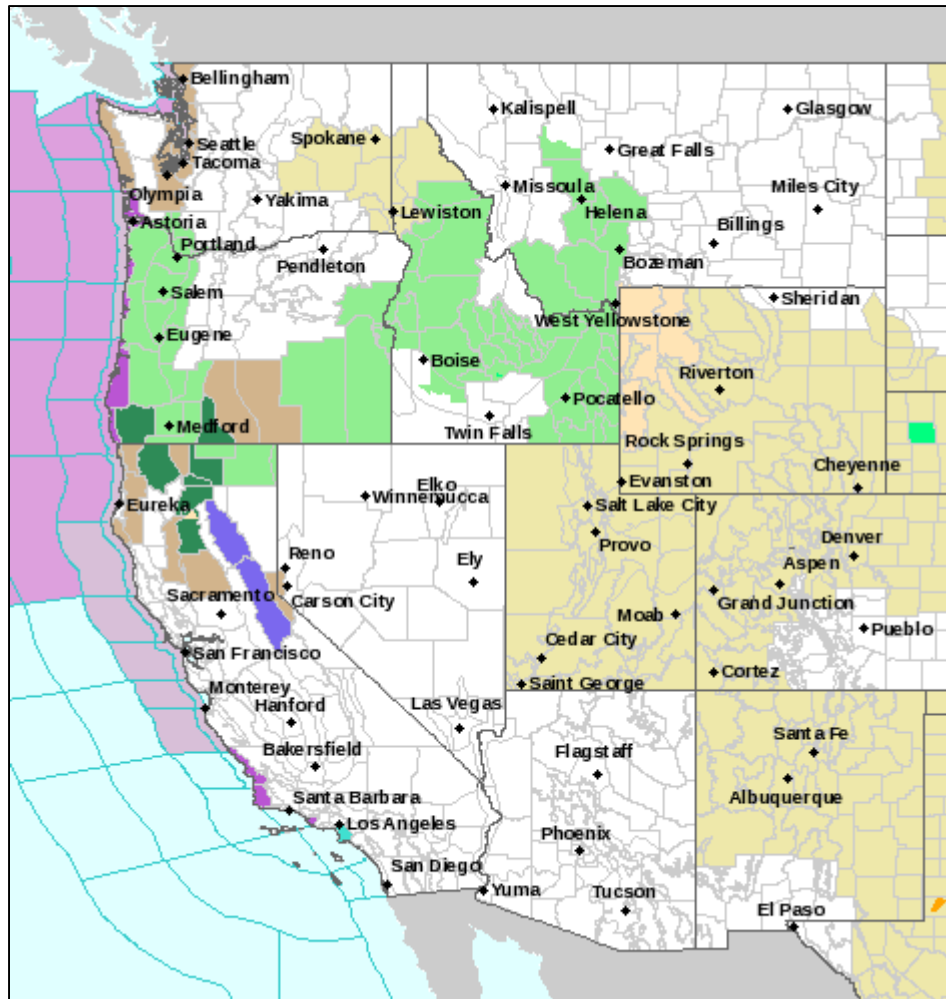 Bellingham
Kalispell
Glasgow
Spokane
Seattle
Great Falls
Tacoma
Missoula
Miles City
Olympia
Yakima
Lewiston
Helena
Astoria
Billings
Portland
Bozeman
Pendleton
Salem
Sheridan
West Yellowstone
Eugene
Boise
Riverton
Pocatello
Medford
Twin Falls
Rock Springs
Cheyenne
Elko
Evanston
Winnemucca
Eureka
Salt Lake City
Provo
Denver
Reno
Ely
Aspen
Sacramento
Carson City
Grand Junction
Moab
Pueblo
Cedar City
San Francisco
Cortez
Saint George
Monterey
Hanford
Las Vegas
Bakersfield
Flagstaff
Santa Fe
Albuquerque
Santa Barbara
Los Angeles
Phoenix
San Diego
Yuma
Tucson
El Paso